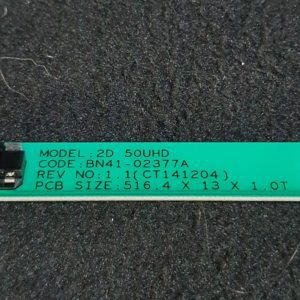 MODEL:2D 50UHD
CODE:BN41-02377A
REV NO:1.1(CT141204)
PCB SIZE:516.4 X 13 X 1.0T